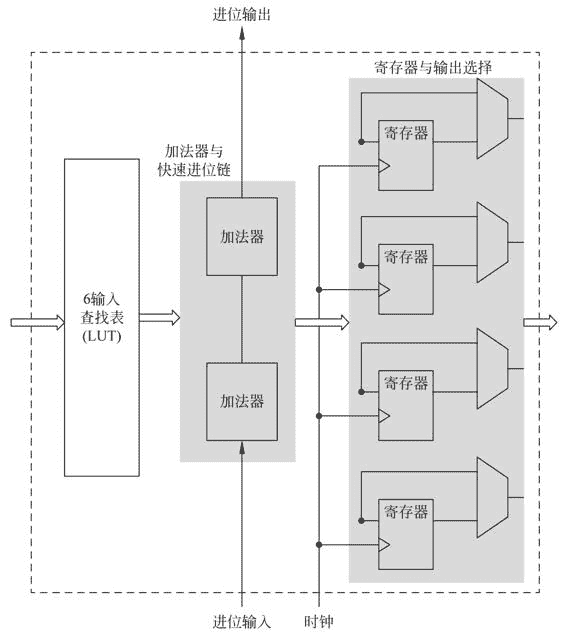 进位输出
寄存器与输出选择
加法器与
快速进位链
寄存器
加法器
寄存器
6输入
查找表
(LUT)
寄存器
加法器
寄存器
进位输入
时钟